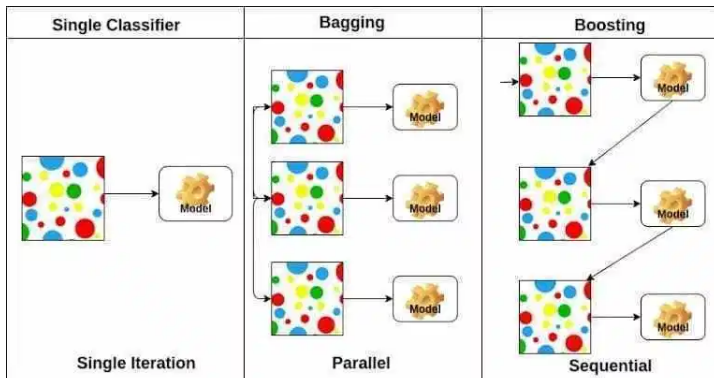 Single Classifier
Bagging
Boosting
Model
Model
Model
Model
Model
Model
Model
Single Iteration
Parallel
Sequential